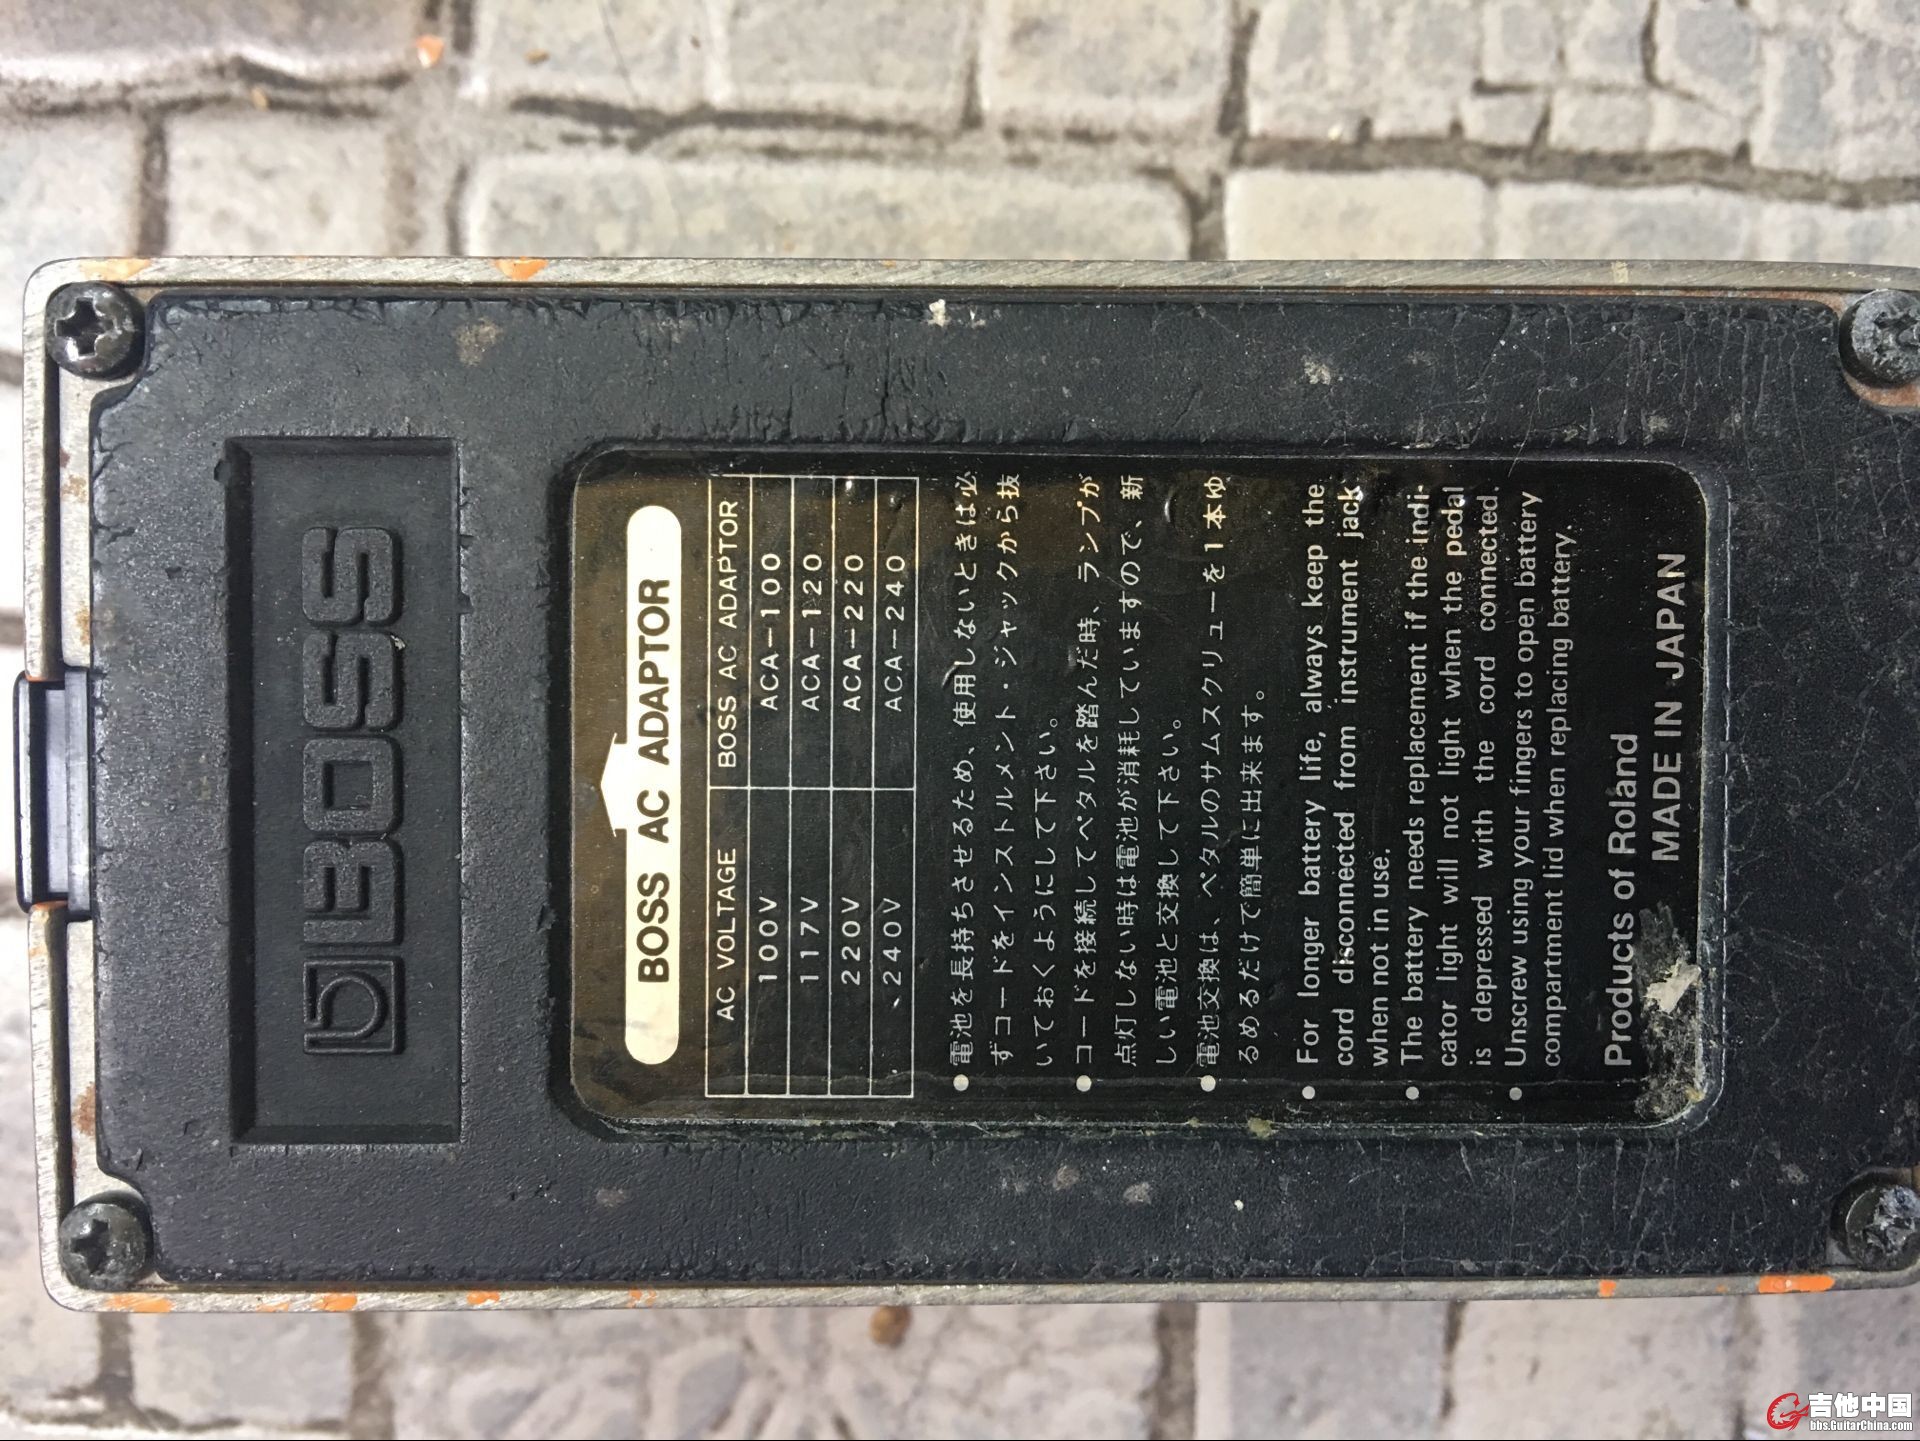 BOSS
BOSS AC ADAPTOR
AC VOLTAGE BOSS AC ADAPTOR
100V ACA-100
117V ACA-120
220V ACA-220
240V ACA-240
● 電池を長持ちさせるため、使用しないときは必
ずコードをインストルメント・ジャックから抜
いておくようにして下さい。
● コードを接続してペダルを踏んだ時、ランプが
点灯しない時は電池が消耗していますので、新
しい電池と交換して下さい。
● 電池交換は、ペダルのサムスクリューを1本ゆ
るめるだけで簡単に出来ます。
● For longer battery life, always keep the
cord disconnected from instrument jack
when not in use.
● The battery needs replacement if the indi-
cator light will not light when the pedal
is depressed with the cord connected.
● Unscrew using your fingers to open battery
compartment lid when replacing battery.
Products of Roland
MADE IN JAPAN
吉他中国
bbs.GuitarChina.com